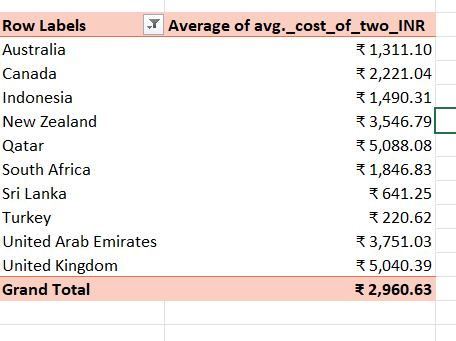 Row Labels Average of avg._cost_of_two_INR
Australia ₹ 1,311.10
Canada ₹ 2,221.04
Indonesia ₹ 1,490.31
New Zealand ₹ 3,546.79
Qatar ₹ 5,088.08
South Africa ₹ 1,846.83
Sri Lanka ₹ 641.25
Turkey ₹ 220.62
United Arab Emirates ₹ 3,751.03
United Kingdom ₹ 5,040.39
Grand Total ₹ 2,960.63